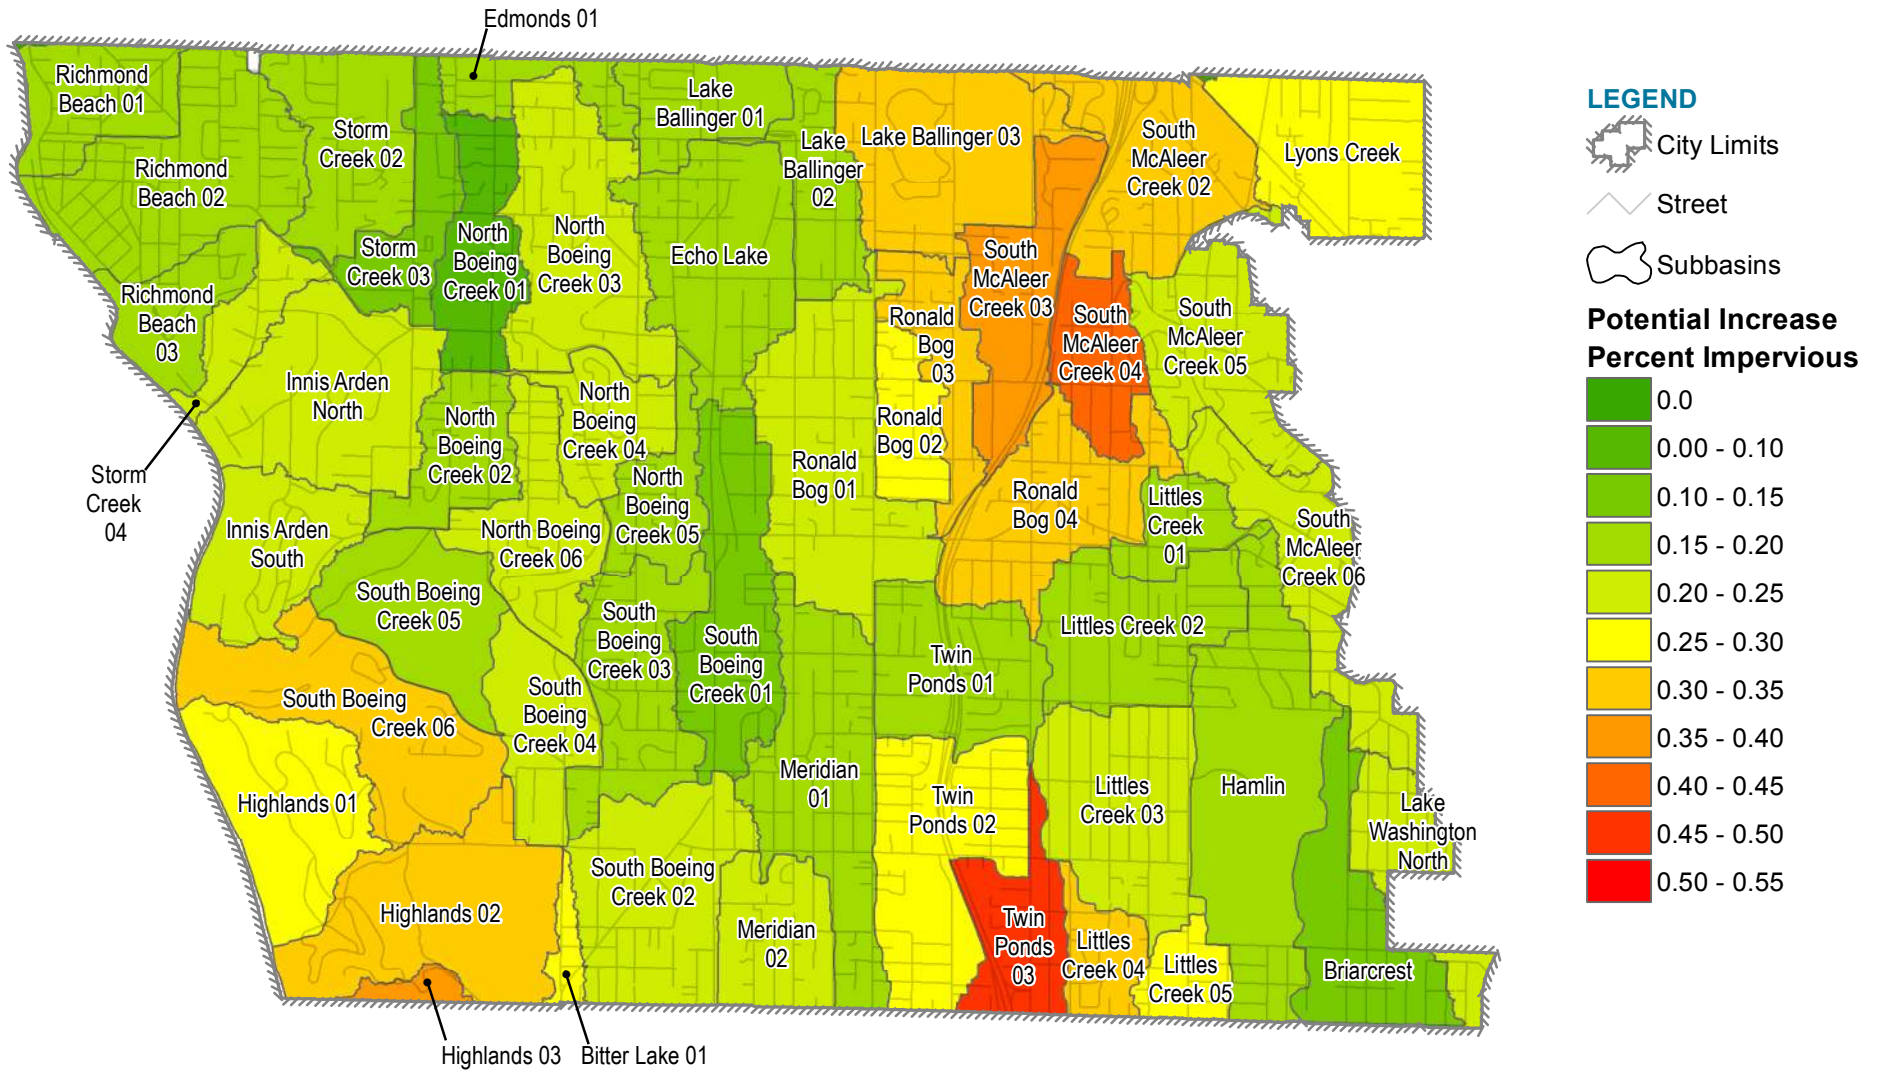 Edmonds 01
Richmond
Beach 01
Storm
Creek 02
Lake
Ballinger 01
Lake Ballinger 03
Lake
Ballinger
02
South
McAleer
Creek 02
Lyons Creek
Richmond
Beach 02
Storm
Creek 03
North
Boeing
Creek 01
North
Boeing
Creek 03
Echo Lake
South
McAleer
Creek 03
Richmond
Beach
03
Ronald
Bog
03
South
McAleer
Creek 04
South
McAleer
Creek 05
Innis Arden
North
North
Boeing
Creek 02
North
Boeing
Creek 04
Ronald
Bog 02
Storm
Creek
04
North
Boeing
Creek 05
Ronald
Bog 01
Ronald
Bog 04
Littles
Creek
01
Innis Arden
South
North Boeing
Creek 06
South
McAleer
Creek 06
South Boeing
Creek 05
South
Boeing
Creek 03
South
Boeing
Creek 01
Twin
Ponds 01
Littles Creek 02
South Boeing
Creek 06
South
Boeing
Creek 04
Highlands 01
Meridian
01
Twin
Ponds 02
Littles
Creek 03
Hamlin
Lake
Washington
North
Highlands 02
South Boeing
Creek 02
Meridian
02
Twin
Ponds
03
Littles
Creek 04
Littles
Creek 05
Briarcrest
Highlands 03
Bitter Lake 01
LEGEND
City Limits
Street
Subbasins
Potential Increase
Percent Impervious
0.0
0.00 - 0.10
0.10 - 0.15
0.15 - 0.20
0.20 - 0.25
0.25 - 0.30
0.30 - 0.35
0.35 - 0.40
0.40 - 0.45
0.45 - 0.50
0.50 - 0.55